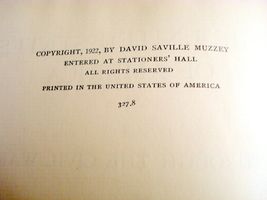 COPYRIGHT, 1922, BY DAVID SAVILLE MUZZEY
ENTERED AT STATIONERS' HALL
ALL RIGHTS RESERVED
PRINTED IN THE UNITED STATES OF AMERICA
327.8